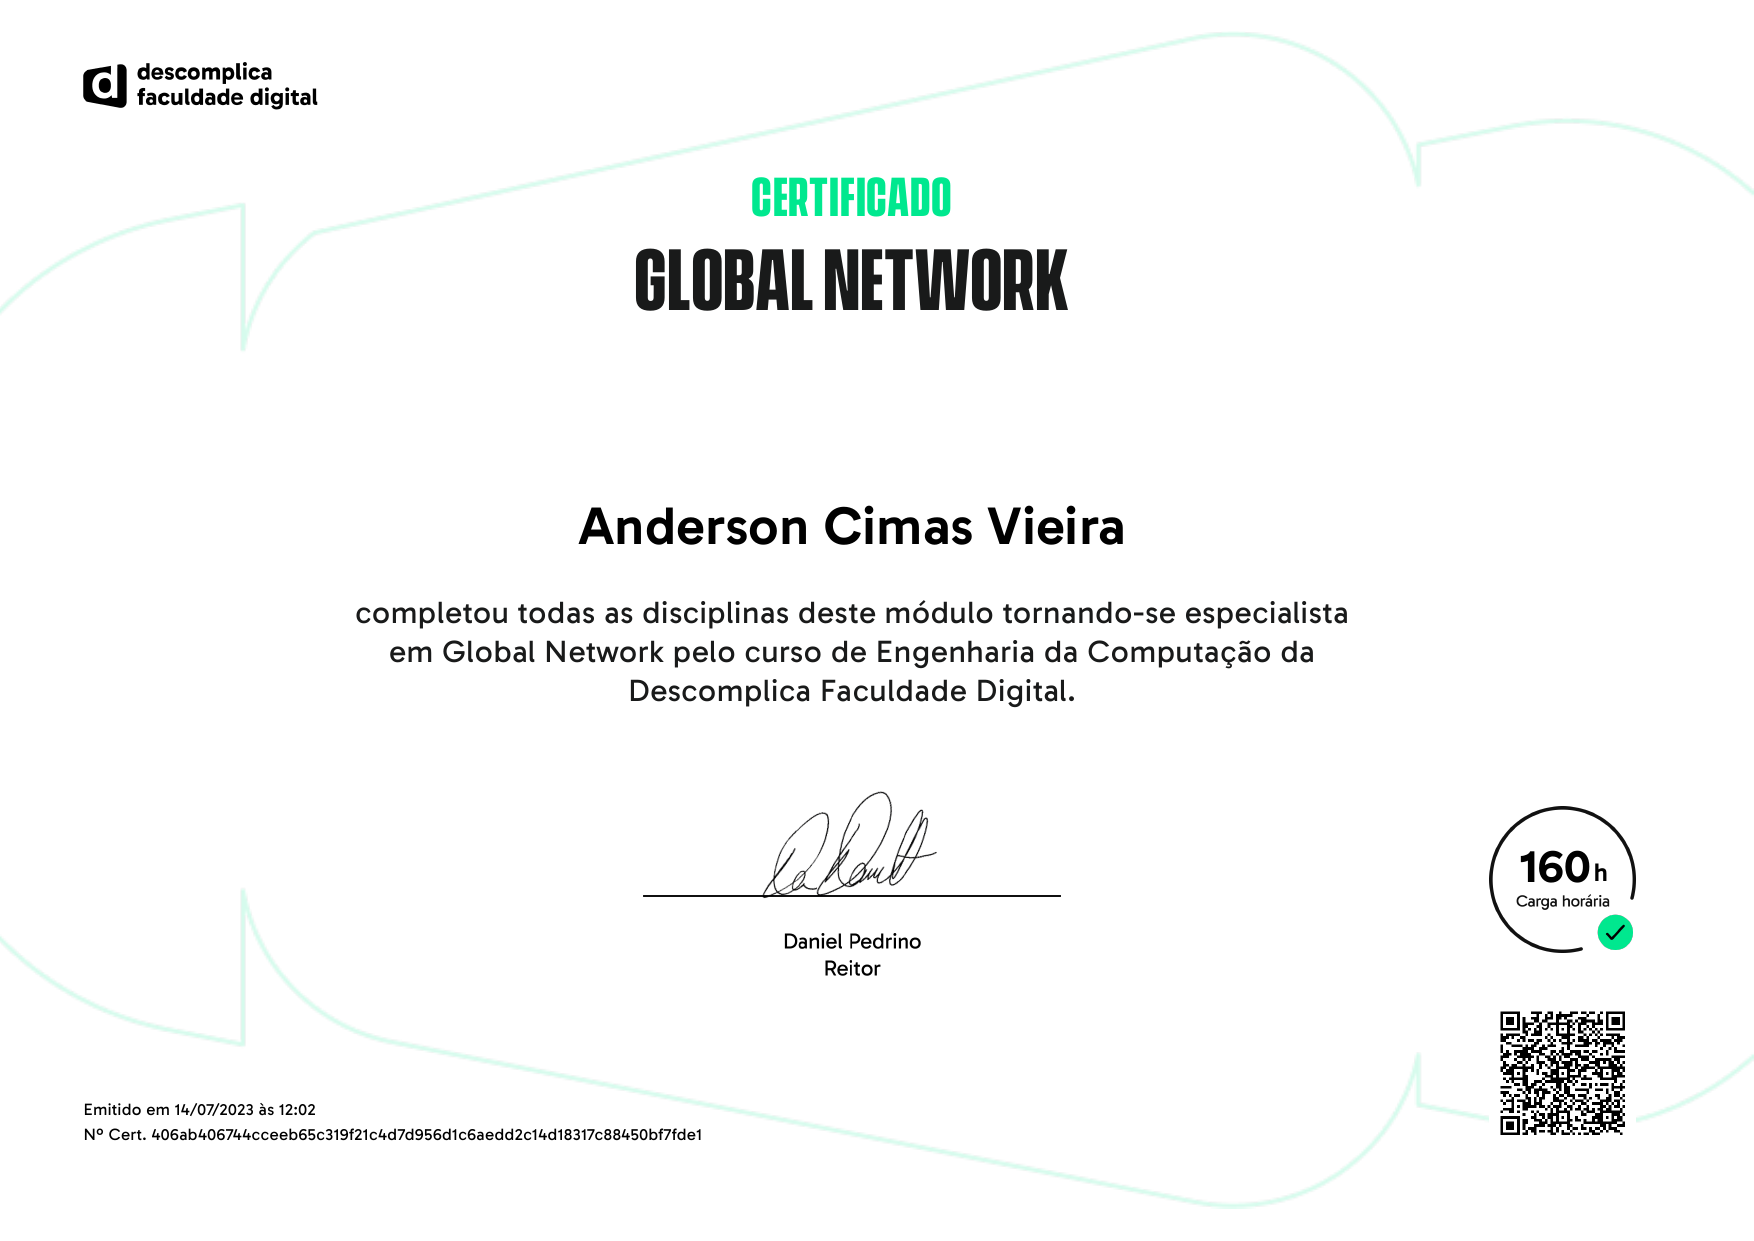 descomplica
faculdade digital
CERTIFICADO
GLOBAL NETWORK
Anderson Cimas Vieira
completou todas as disciplinas deste módulo tornando-se especialista
em Global Network pelo curso de Engenharia da Computação da
Descomplica Faculdade Digital.
Daniel Pedrino
Reitor
160 h
Carga horária
Emitido em 14/07/2023 às 12:02
Nº Cert. 406ab406744cceeb65c319f21c4d7d956d1c6aedd2c14d18317c88450bf7fde1